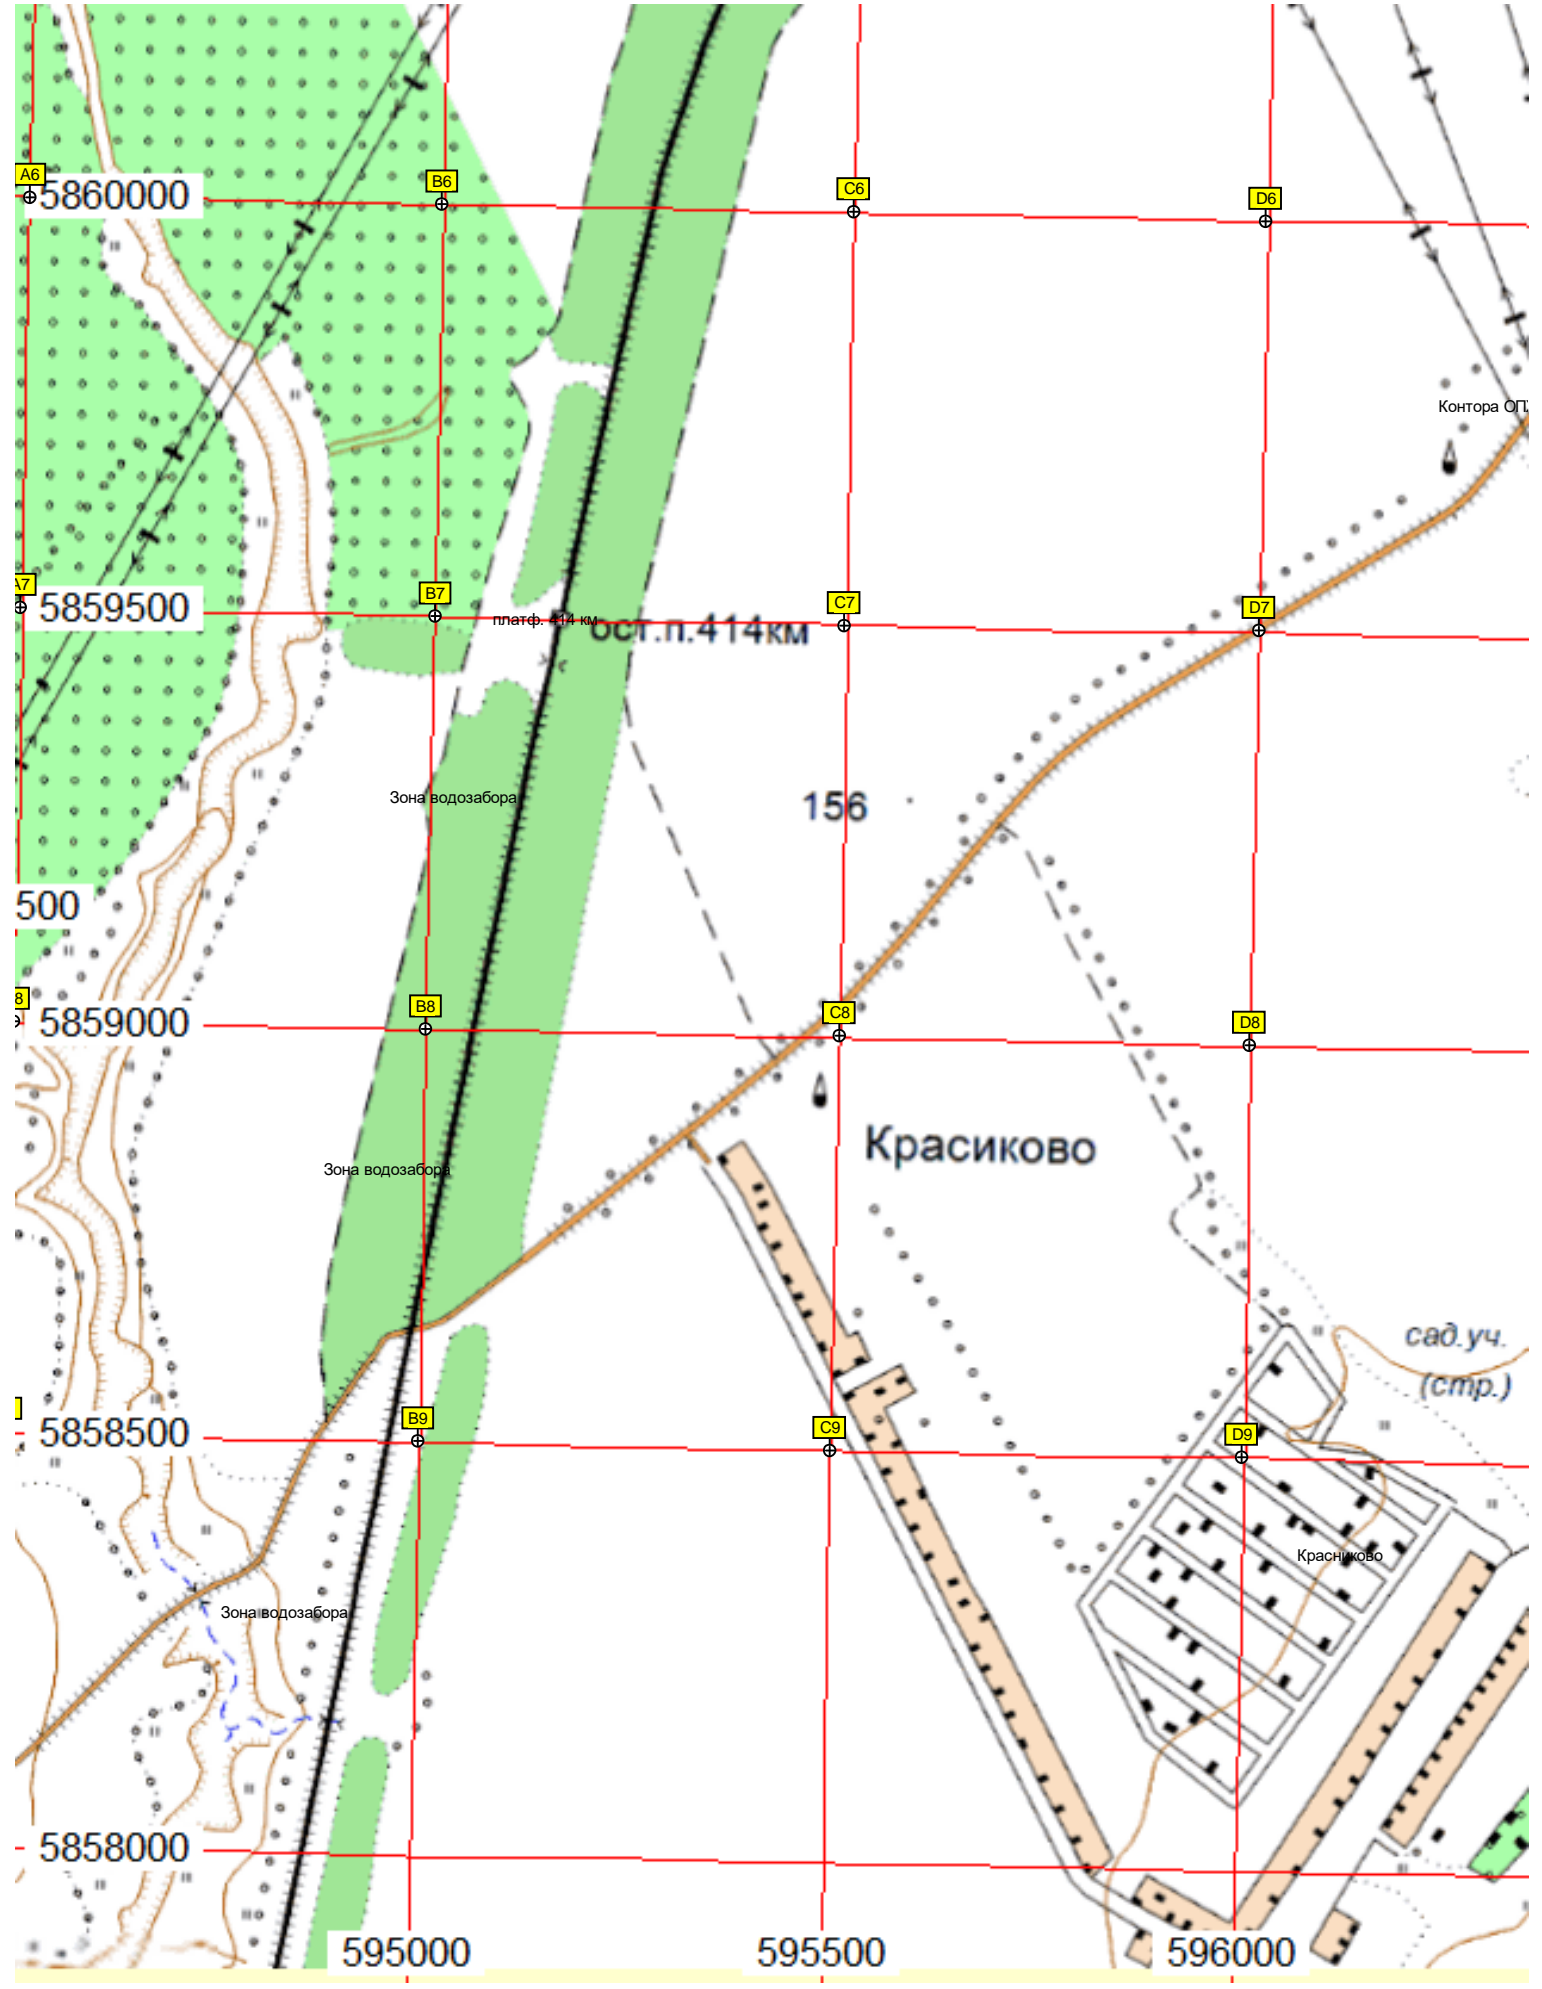 A6
5860000
B6
C6
D6
Контора ОП
A7
5859500
B7
платф. 414 км
ост.п.414км
C7
D7
Зона водозабора
156
500
8
5859000
B8
C8
D8
Красиково
Зона водозабора
сад.уч.
(стр.)
5858500
B9
C9
D9
Красниково
Зона водозабора
5858000
595000
595500
596000